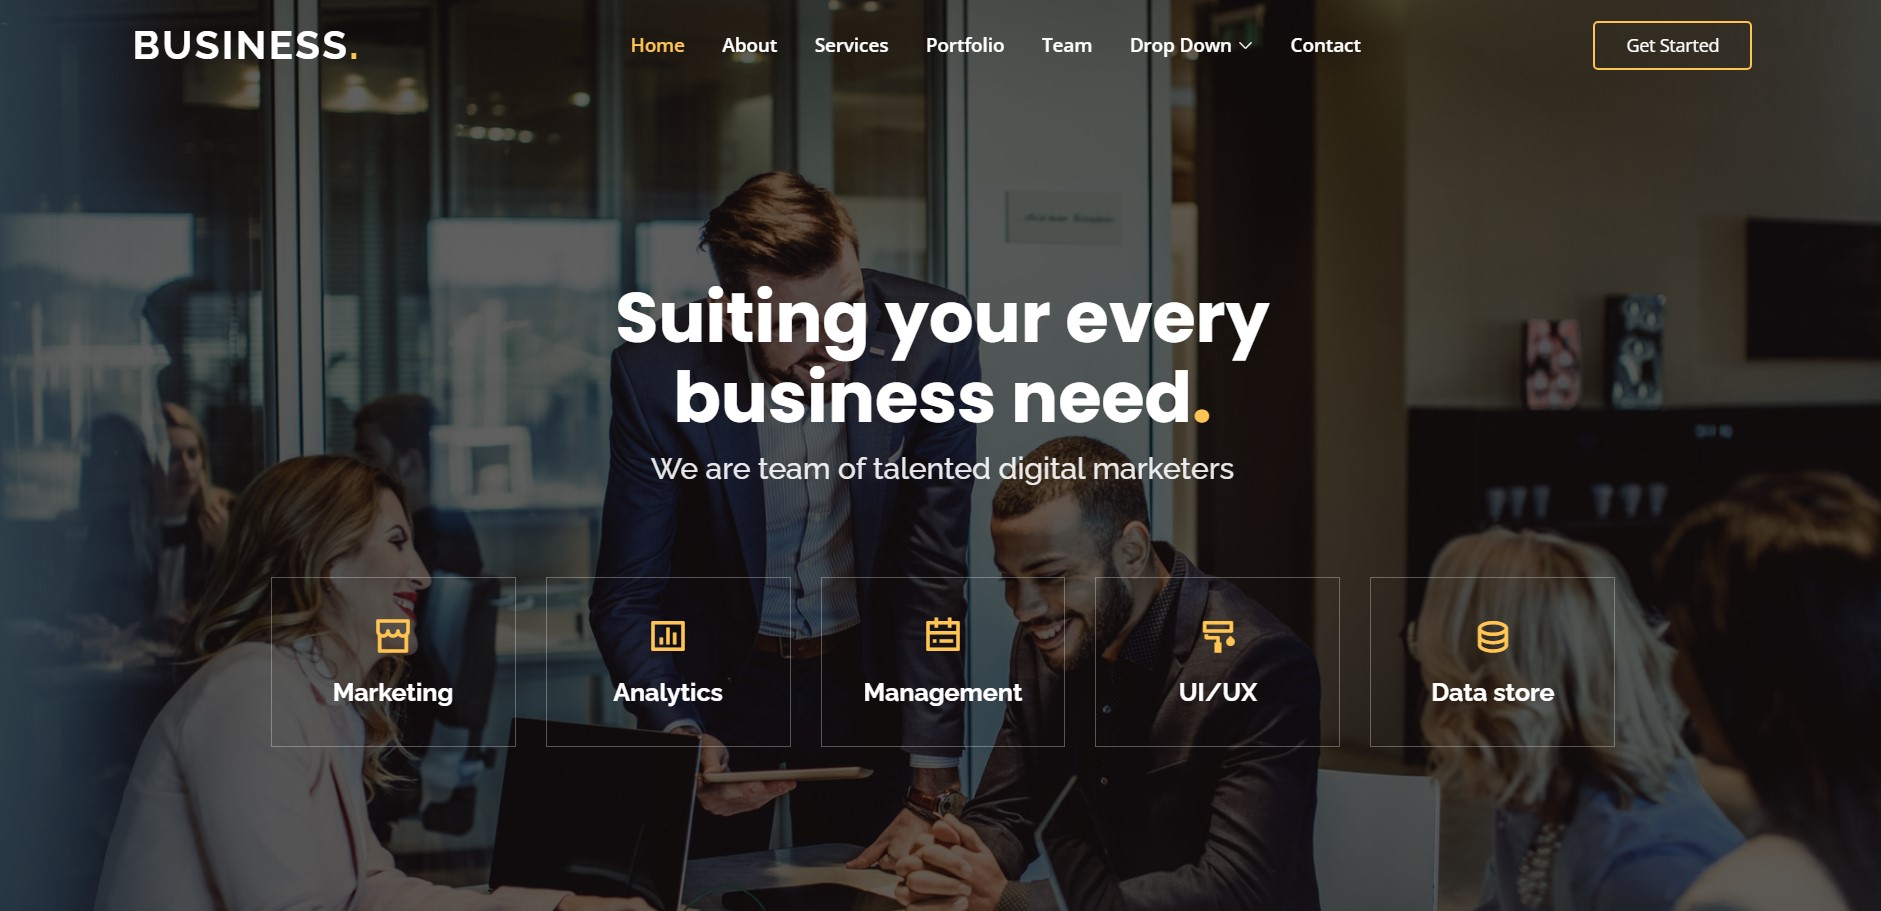 BUSINESS.
Home About Services Portfolio Team Drop Down Contact
Get Started
Suiting your every
business need.
We are team of talented digital marketers
Marketing Analytics Management UI/UX Data store